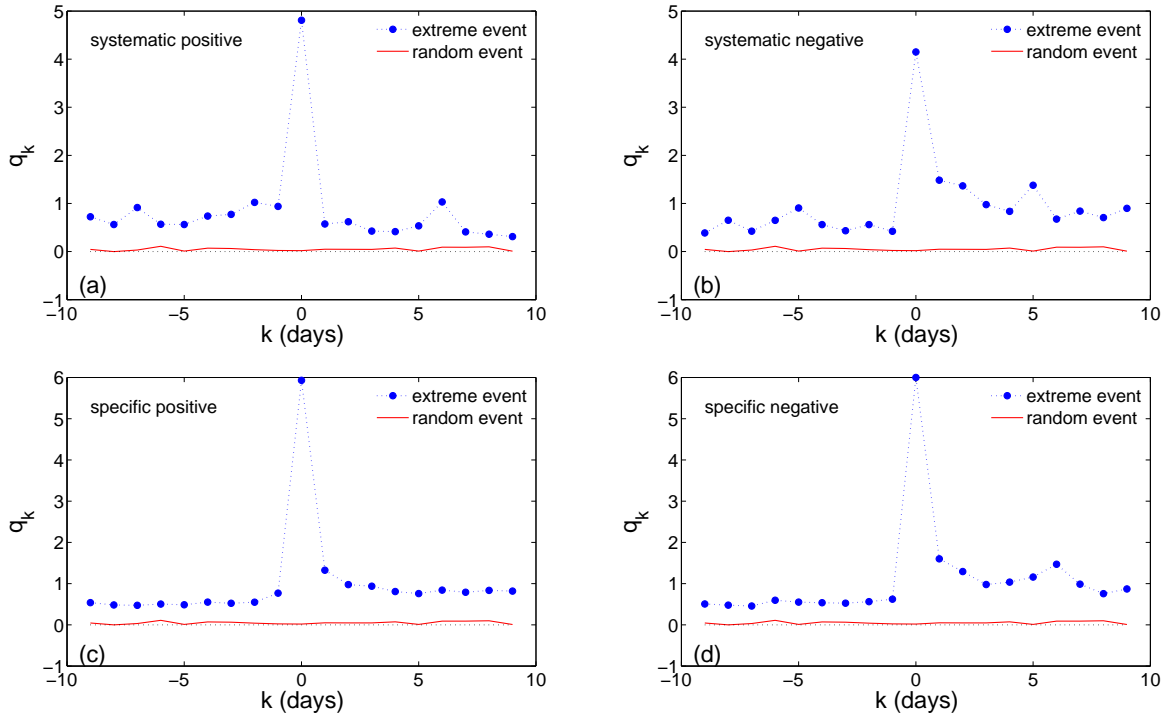 5
4
3
2
1
0
−1
q_k
systematic positive
extreme event
random event
(a)
−10 −5 0 5 10
k (days)
5
4
3
2
1
0
−1
q_k
systematic negative
extreme event
random event
(b)
−10 −5 0 5 10
k (days)
6
5
4
3
2
1
0
−1
q_k
specific positive
extreme event
random event
(c)
−10 −5 0 5 10
k (days)
6
5
4
3
2
1
0
−1
q_k
specific negative
extreme event
random event
(d)
−10 −5 0 5 10
k (days)